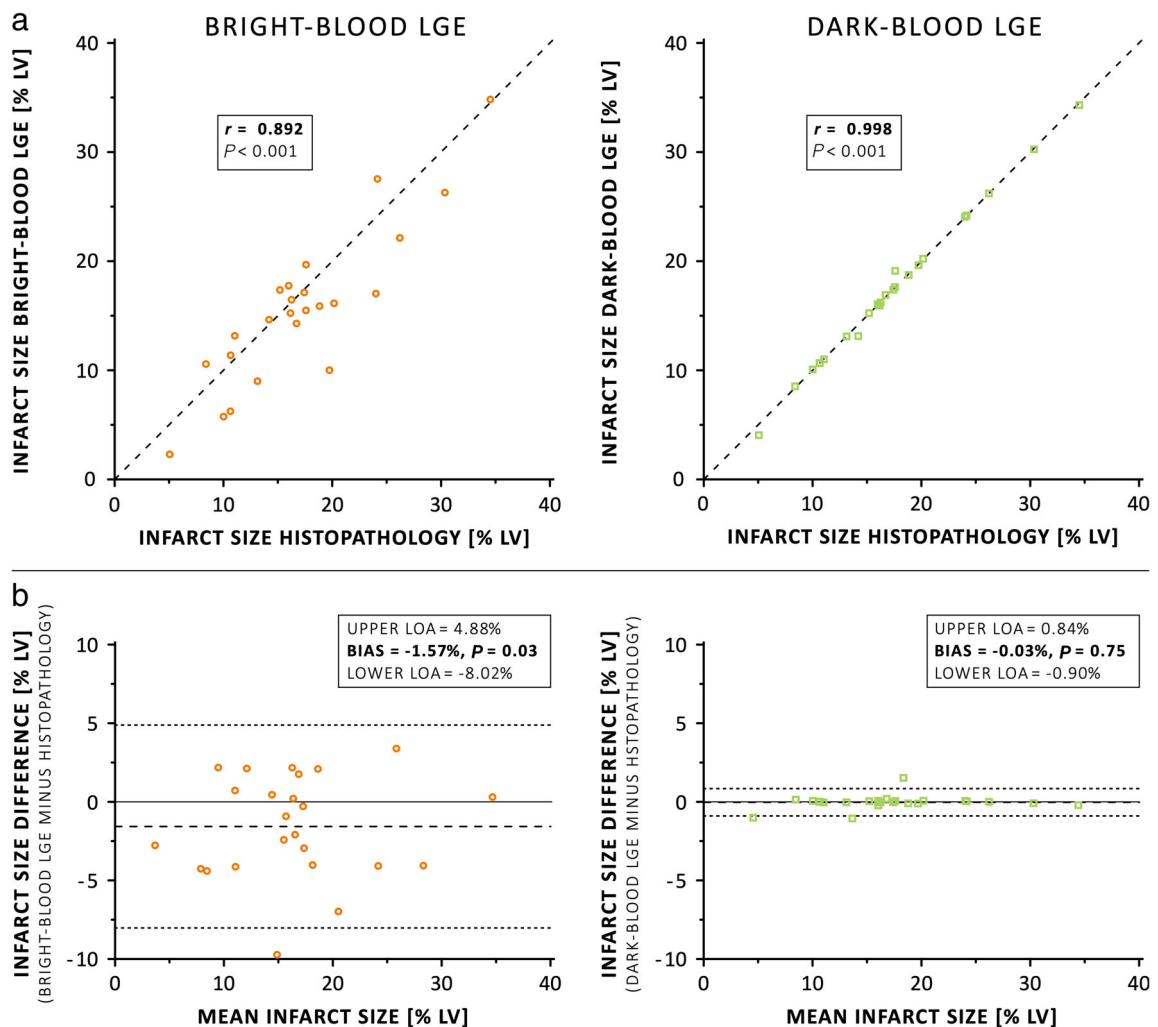 a
BRIGHT-BLOOD LGE
INFARCT SIZE BRIGHT-BLOOD LGE [% LV]
40
30
20
10
0
r = 0.892
P < 0.001
0 10 20 30 40
INFARCT SIZE HISTOPATHOLOGY [% LV]
DARK-BLOOD LGE
INFARCT SIZE DARK-BLOOD LGE [% LV]
40
30
20
10
0
r = 0.998
P < 0.001
0 10 20 30 40
INFARCT SIZE HISTOPATHOLOGY [% LV]
b
INFARCT SIZE DIFFERENCE [% LV]
(BRIGHT-BLOOD LGE MINUS HISTOPATHOLOGY)
10
5
0
-5
-10
UPPER LOA = 4.88%
BIAS = -1.57%, P = 0.03
LOWER LOA = -8.02%
0 10 20 30 40
MEAN INFARCT SIZE [% LV]
INFARCT SIZE DIFFERENCE [% LV]
(DARK-BLOOD LGE MINUS HSTOPATHOLOGY)
10
5
0
-5
-10
UPPER LOA = 0.84%
BIAS = -0.03%, P = 0.75
LOWER LOA = -0.90%
0 10 20 30 40
MEAN INFARCT SIZE [% LV]